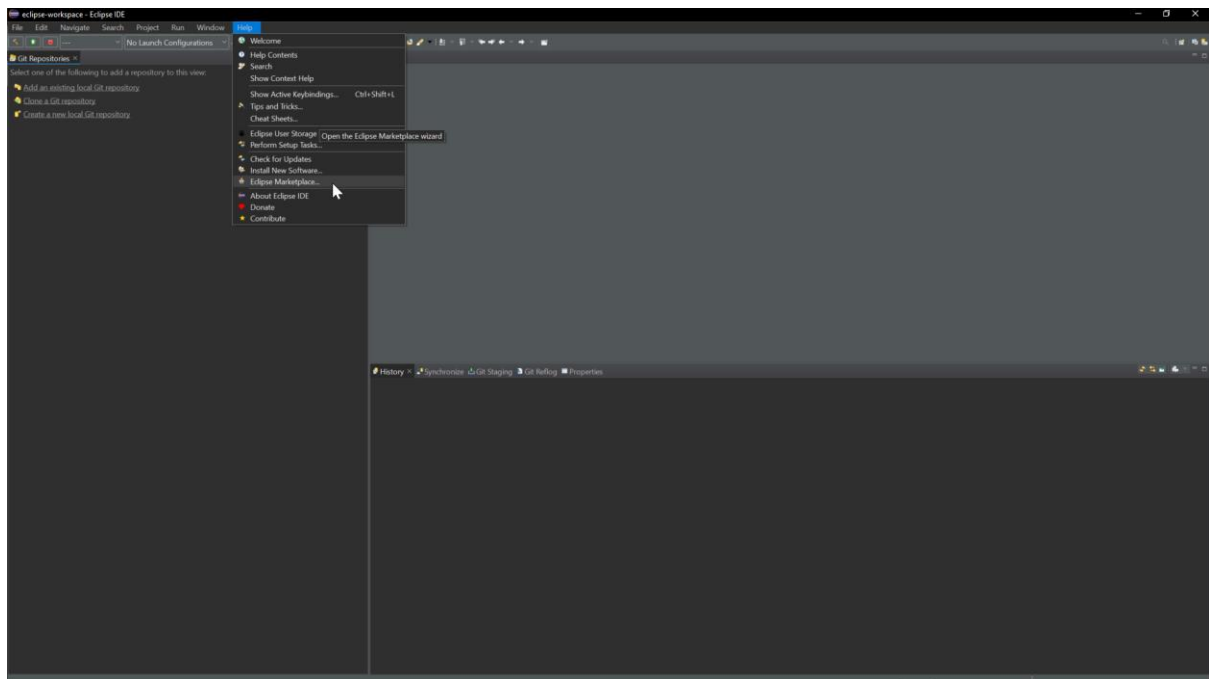 eclipse-workspace - Eclipse IDE
File Edit Navigate Search Project Run Window Help
No Launch Configurations
Git Repositories
Select one of the following to add a repository to this view:
Add an existing local Git repository
Clone a Git repository
Create a new local Git repository
Welcome
Help Contents
Search
Show Context Help
Show Active Keybindings... Ctrl+Shift+L
Tips and Tricks...
Cheat Sheets...
Eclipse User Storage
Open the Eclipse Marketplace wizard
Perform Setup Tasks...
Check for Updates
Install New Software...
Eclipse Marketplace...
About Eclipse IDE
Donate
Contribute
History Synchronize Git Staging Git Reflog Properties